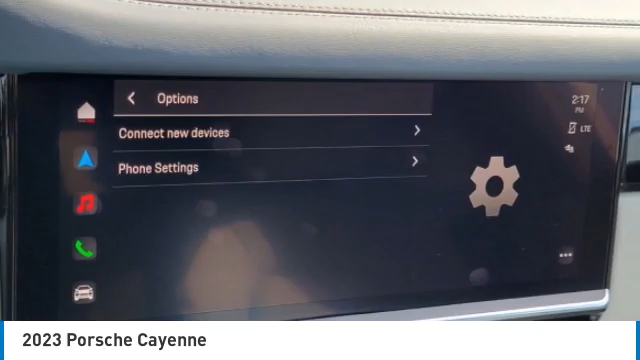 Options
2:17
PM
LTE
Connect new devices
Phone Settings
2023 Porsche Cayenne